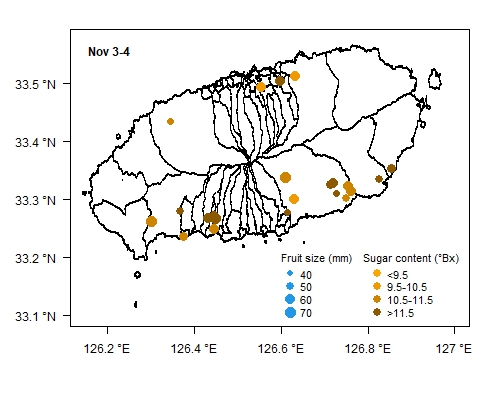 Nov 3-4
33.5 °N
33.4 °N
33.3 °N
33.2 °N
33.1 °N
Fruit size (mm) Sugar content (°Bx)
40 <9.5
50 9.5-10.5
60 10.5-11.5
70 >11.5
126.2 °E 126.4 °E 126.6 °E 126.8 °E 127 °E